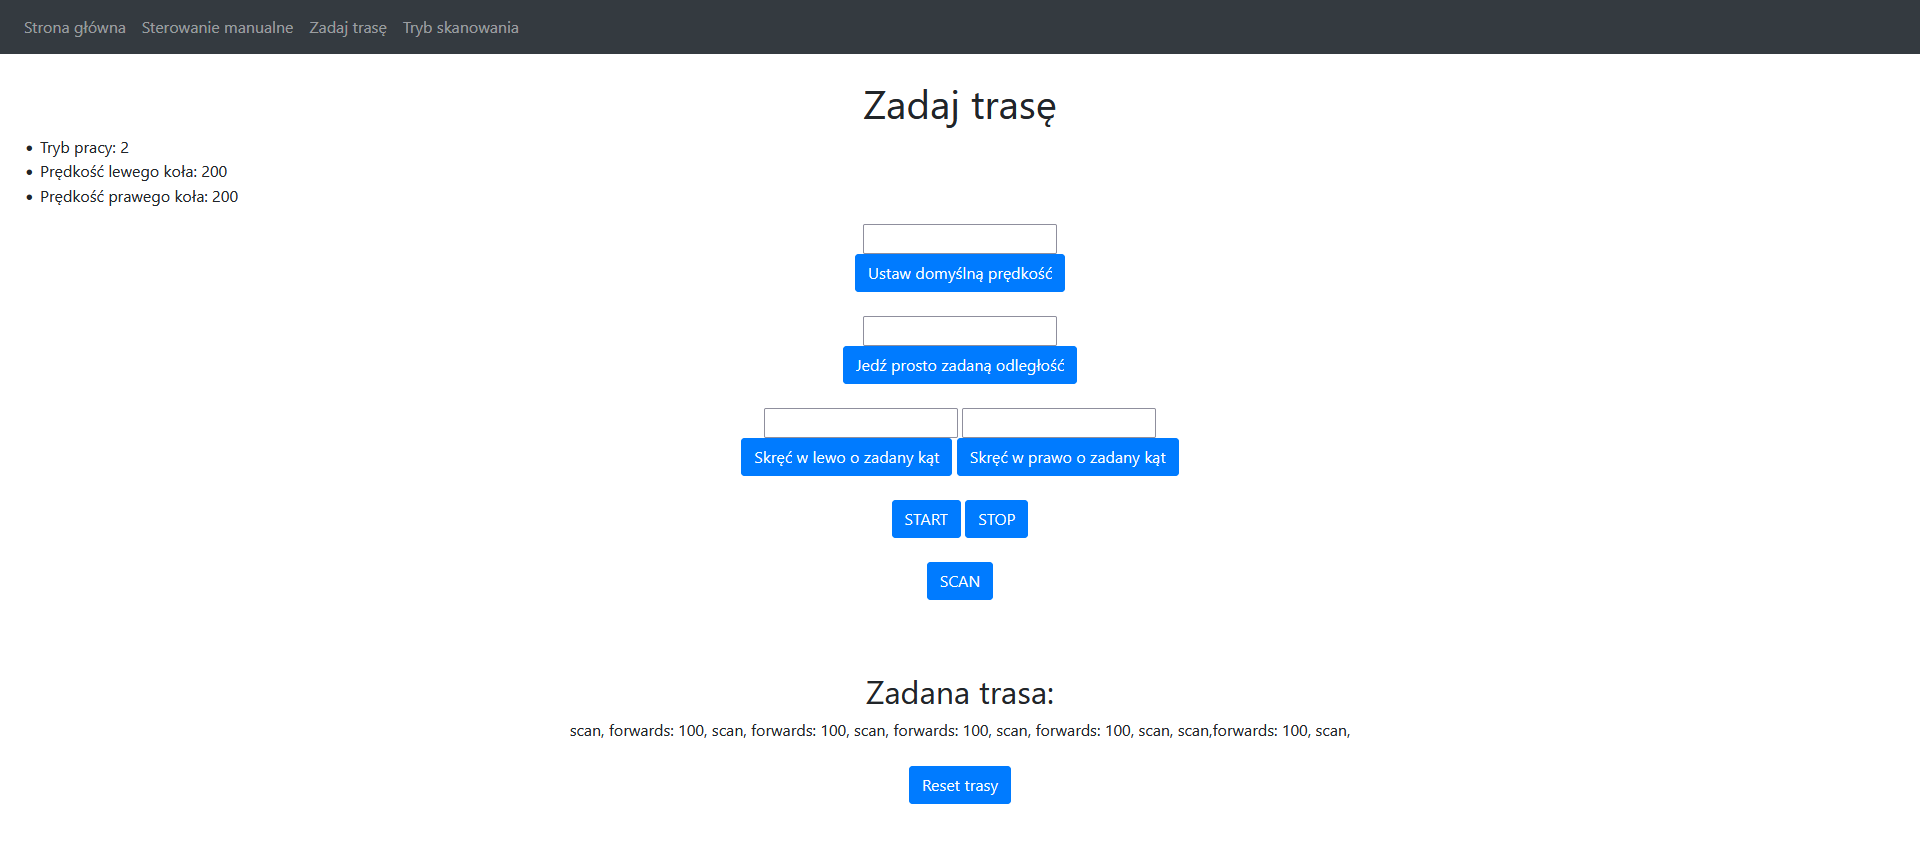 Strona główna Sterowanie manualne Zadaj trasę Tryb skanowania
Zadaj trasę
• Tryb pracy: 2
• Prędkość lewego koła: 200
• Prędkość prawego koła: 200
Ustaw domyślną prędkość
Jedź prosto zadaną odległość
Skręć w lewo o zadany kąt Skręć w prawo o zadany kąt
START STOP
SCAN
Zadana trasa:
scan, forwards: 100, scan, forwards: 100, scan, forwards: 100, scan, forwards: 100, scan, scan,forwards: 100, scan,
Reset trasy